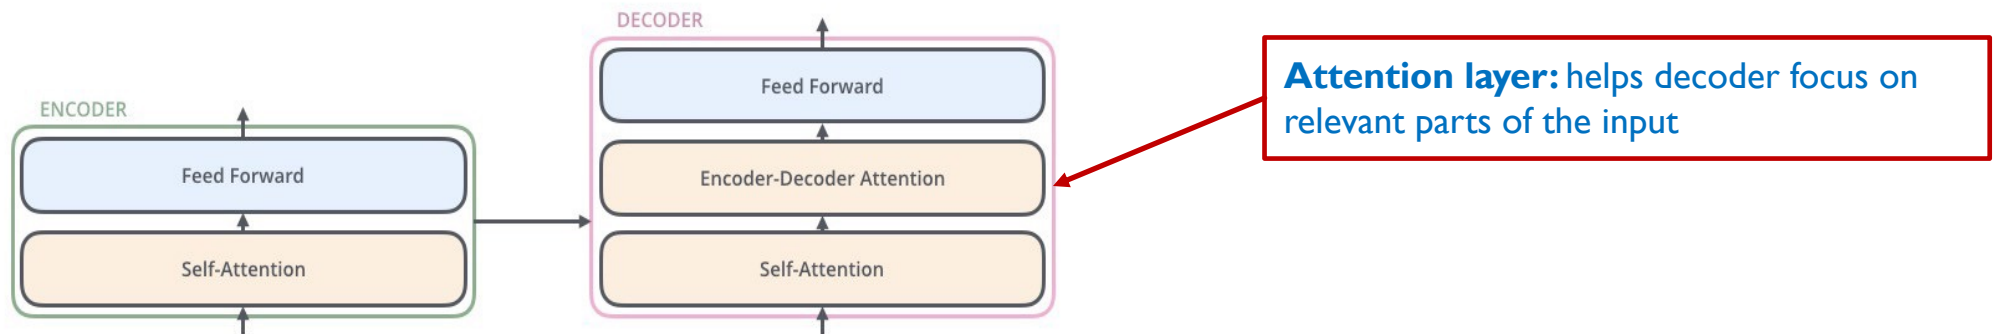 DECODER
Feed Forward
Encoder-Decoder Attention
Self-Attention
ENCODER
Feed Forward
Self-Attention
Attention layer: helps decoder focus on
relevant parts of the input